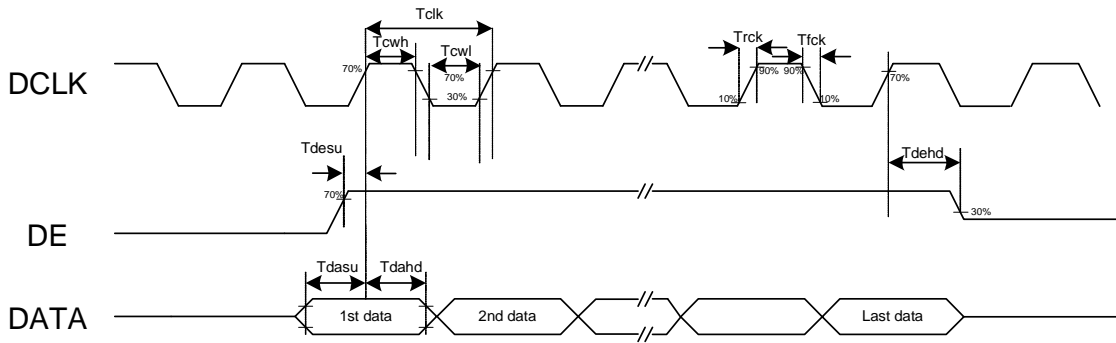 Tclk
Tcwh Tcwl Trck Tfck
DCLK 70% 70% 30% 10% 90% 90% 10% 70%
Tdesu Tdehd
DE 70% 30%
Tdasu Tdahd
DATA 1st data 2nd data Last data